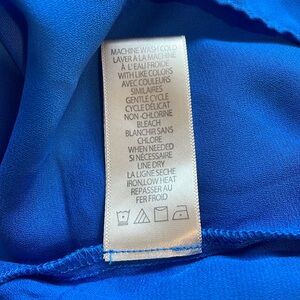 MACHINE WASH COLD
LAVER À LA MACHINE
À L'EAU FROIDE
WITH LIKE COLORS
AVEC COULEURS
SIMILAIRES
GENTLE CYCLE
CYCLE DÉLICAT
NON-CHLORINE
BLEACH
BLANCHIR SANS
CHLORE
WHEN NEEDED
SI NÉCESSAIRE
LINE DRY
LA LIGNE SECHE
IRON,LOW HEAT
REPASSER AU
FER FROID